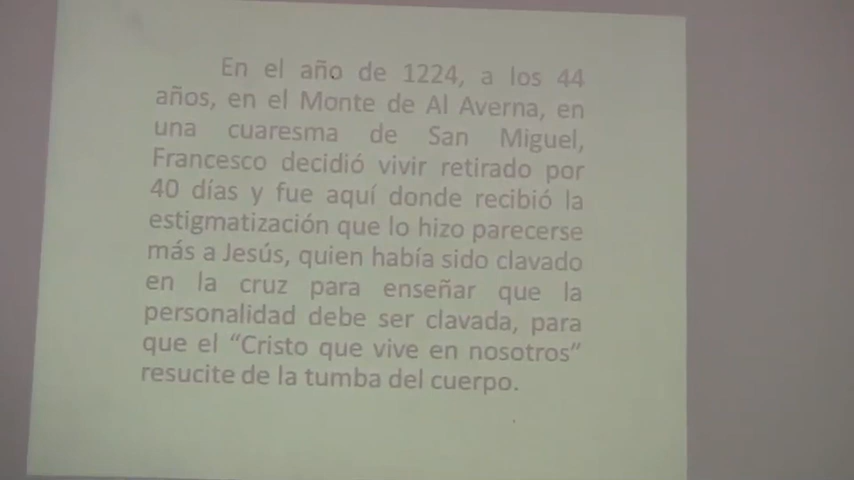 En el año de 1224, a los 44
años, en el Monte de Al Averna, en
una cuaresma de San Miguel,
Francesco decidió vivir retirado por
40 días y fue aquí donde recibió la
estigmatización que lo hizo parecerse
más a Jesús, quien había sido clavado
en la cruz para enseñar que la
personalidad debe ser clavada, para
que el “Cristo que vive en nosotros”
resucite de la tumba del cuerpo.